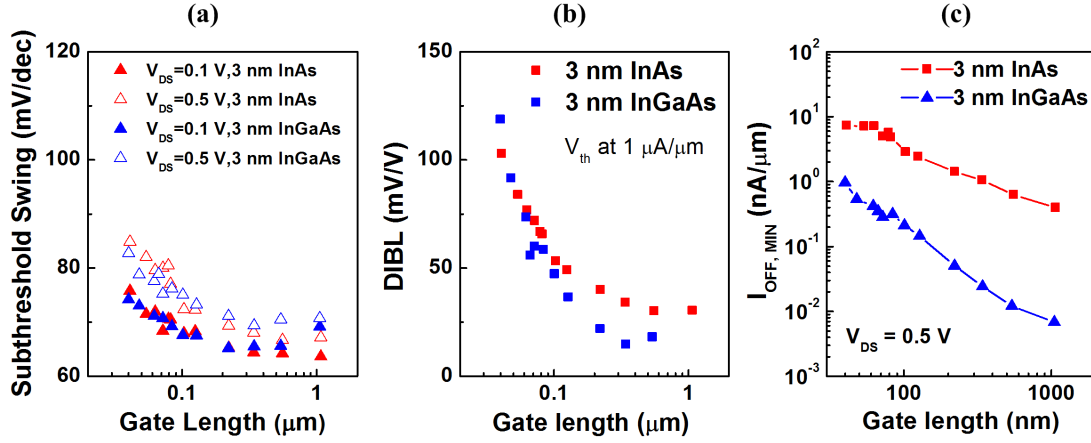 (a)
120
100
80
60
Subthreshold Swing (mV/dec)
V_DS=0.1 V,3 nm InAs
V_DS=0.5 V,3 nm InAs
V_DS=0.1 V,3 nm InGaAs
V_DS=0.5 V,3 nm InGaAs
0.1
1
Gate Length (μm)
(b)
150
100
50
0
DIBL (mV/V)
3 nm InAs
3 nm InGaAs
V_th at 1 μA/μm
0.1
1
Gate length (μm)
(c)
10^2
10^1
10^0
10^-1
10^-2
10^-3
I_OFF, MIN (nA/μm)
3 nm InAs
3 nm InGaAs
V_DS = 0.5 V
100
1000
Gate length (nm)